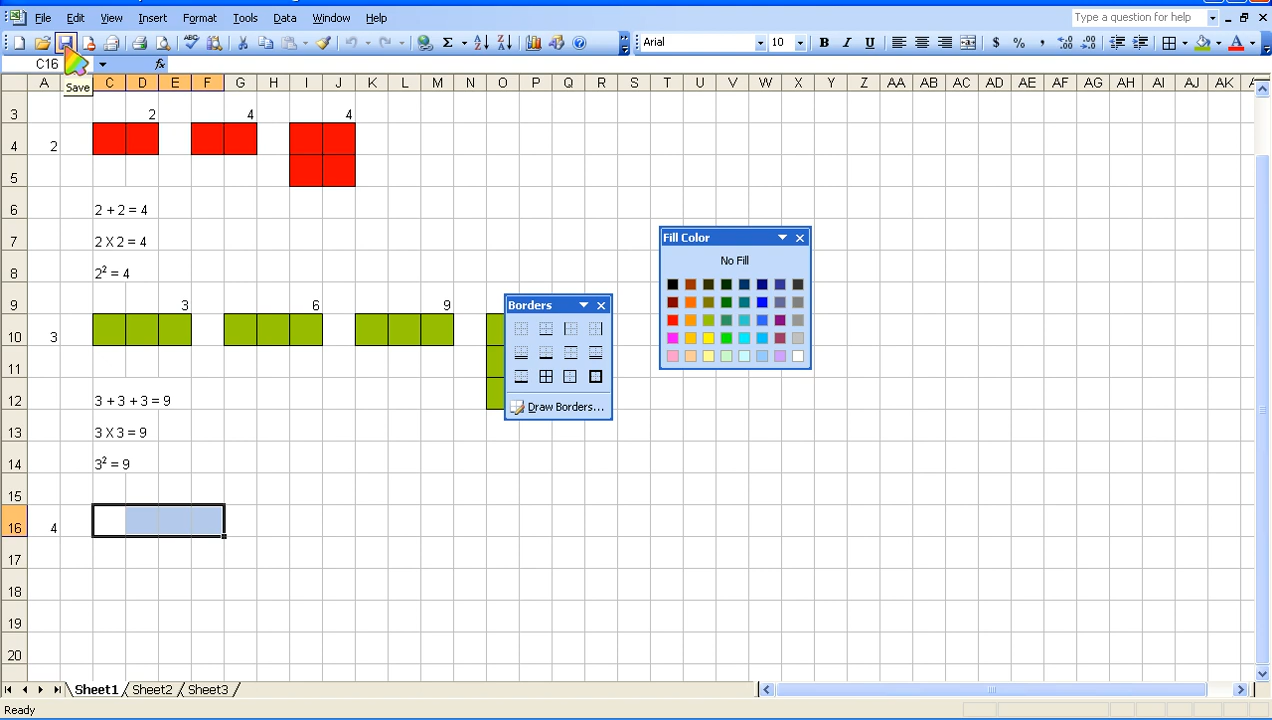 File Edit View Insert Format Tools Data Window Help Type a question for help
Arial 10 B I U $ % ,
C16 fx
Save
A C D E F G H I J K L M N O P Q R S T U V W X Y Z AA AB AC AD AE AF AG AH AI AJ AK
3 2 4 4
4 2
5
6 2 + 2 = 4
7 2 X 2 = 4
8 2² = 4
9 3 6 9
10 3
11
12 3 + 3 + 3 = 9
13 3 X 3 = 9
14 3² = 9
15
16 4
17
18
19
20
Fill Color
No Fill
Borders
Draw Borders...
Sheet1 Sheet2 Sheet3
Ready